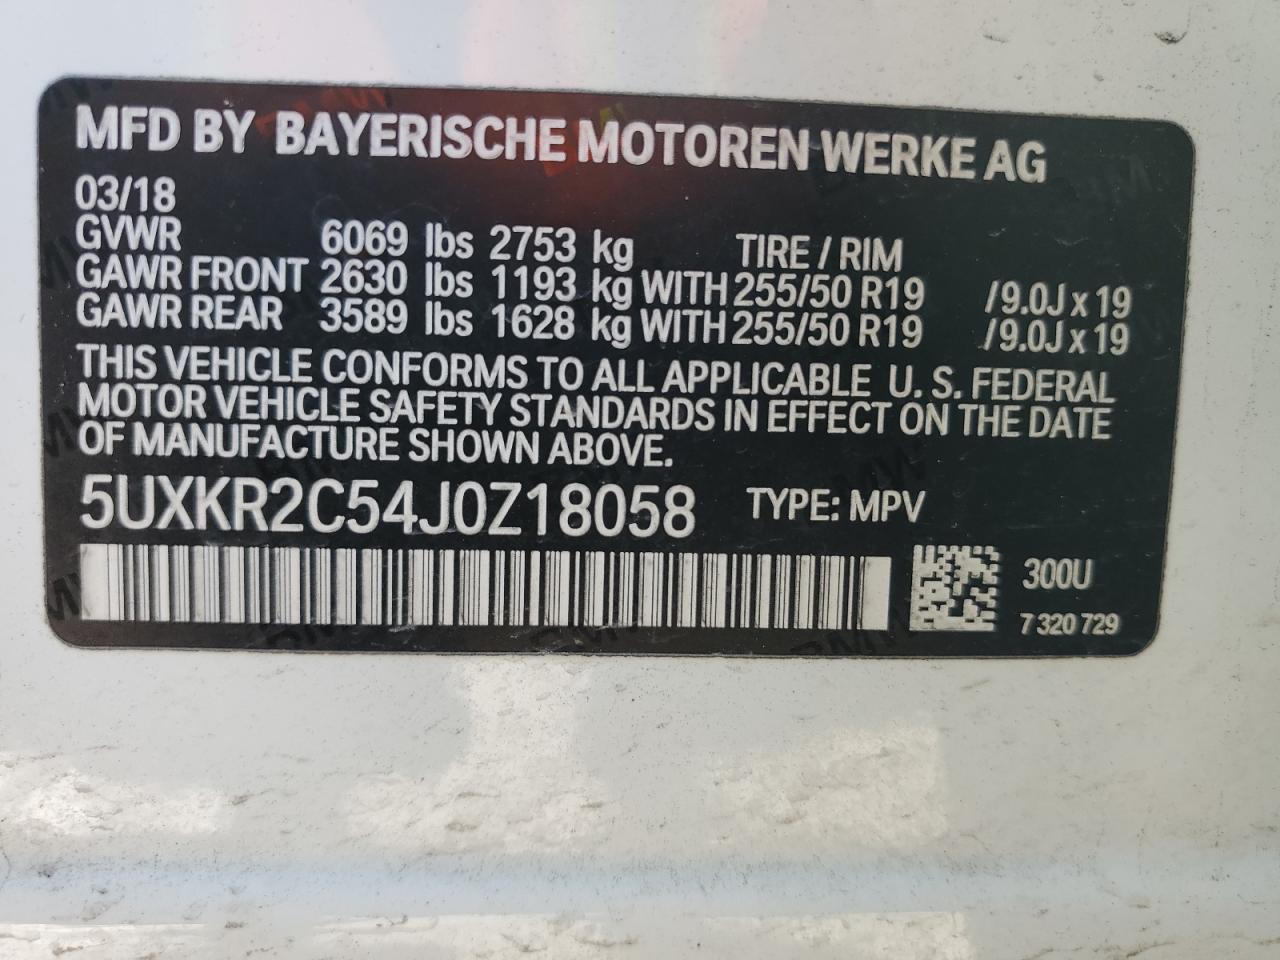 MFD BY BAYERISCHE MOTOREN WERKE AG
03/18
GVWR 6069 lbs 2753 kg TIRE / RIM
GAWR FRONT 2630 lbs 1193 kg WITH 255/50 R19 /9.0J x 19
GAWR REAR 3589 lbs 1628 kg WITH 255/50 R19 /9.0J x 19
THIS VEHICLE CONFORMS TO ALL APPLICABLE U. S. FEDERAL
MOTOR VEHICLE SAFETY STANDARDS IN EFFECT ON THE DATE
OF MANUFACTURE SHOWN ABOVE.
5UXKR2C54J0Z18058 TYPE: MPV
300U
7 320 729